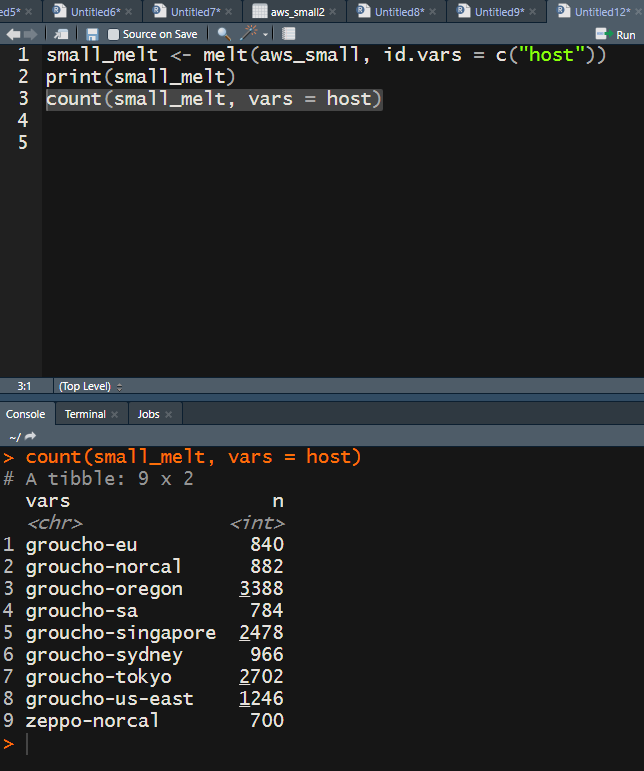 ed5* × Untitled6* × Untitled7* × aws_small2 × Untitled8* × Untitled9* × Untitled12* ×
Source on Save Run
1 small_melt <- melt(aws_small, id.vars = c("host"))
2 print(small_melt)
3 count(small_melt, vars = host)
4
5
3:1 (Top Level)
Console Terminal × Jobs ×
~/
> count(small_melt, vars = host)
# A tibble: 9 x 2
vars n
<chr> <int>
1 groucho-eu 840
2 groucho-norcal 882
3 groucho-oregon 3388
4 groucho-sa 784
5 groucho-singapore 2478
6 groucho-sydney 966
7 groucho-tokyo 2702
8 groucho-us-east 1246
9 zeppo-norcal 700
>